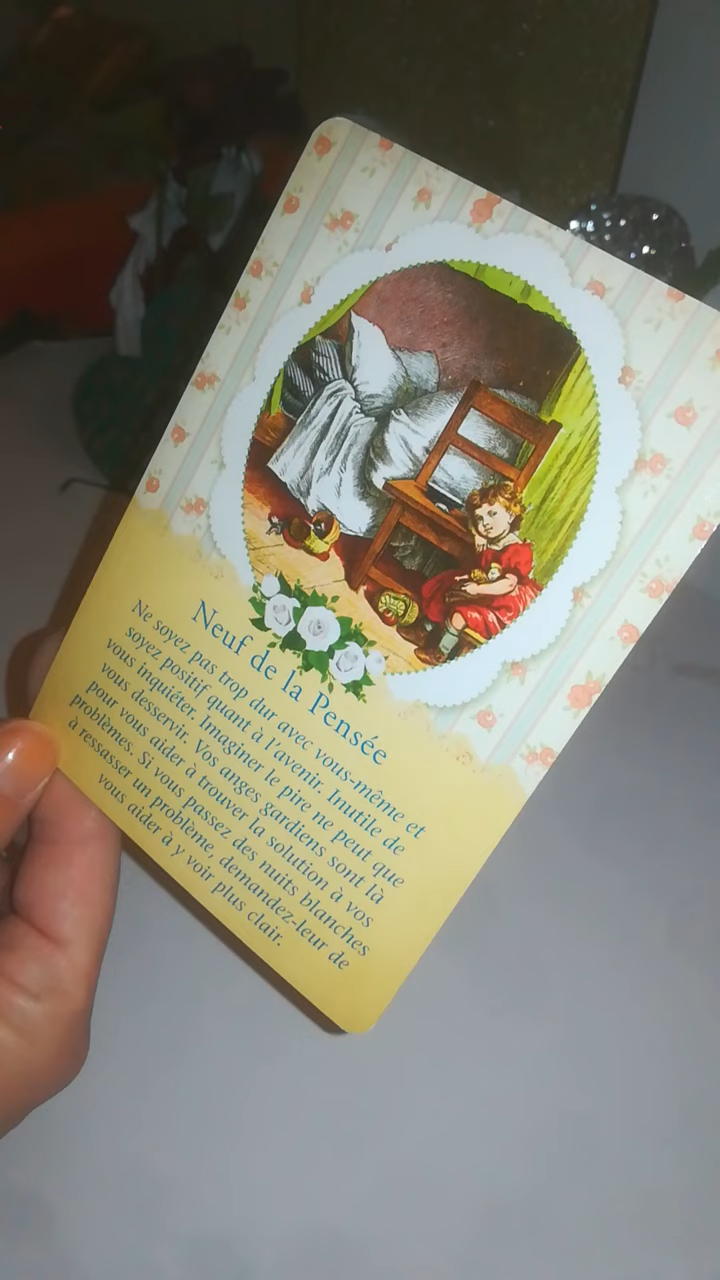 Neuf de la Pensée
Ne soyez pas trop dur avec vous-même et
soyez positif quant à l'avenir. Inutile de
vous inquiéter. Imaginer le pire ne peut que
vous desservir. Vos anges gardiens sont là
pour vous aider à trouver la solution à vos
problèmes. Si vous passez des nuits blanches
à ressasser un problème, demandez-leur de
vous aider à y voir plus clair.